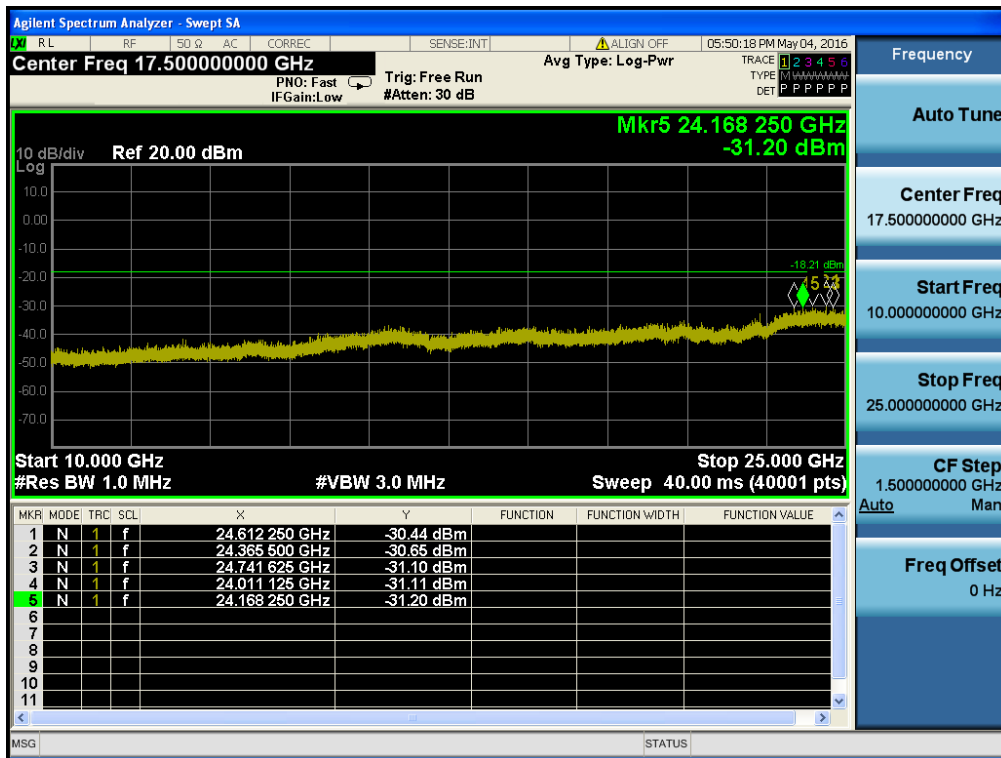 Agilent Spectrum Analyzer - Swept SA
LXI RL RF 50 Ω AC CORREC SENSE:INT ALIGN OFF 05:50:18 PM May 04, 2016
Center Freq 17.500000000 GHz
PNO: Fast
IFGain:Low
Trig: Free Run
#Atten: 30 dB
Avg Type: Log-Pwr
TRACE 1 2 3 4 5 6
TYPE M
DET P P P P P P
Frequency
Auto Tune
Center Freq
17.500000000 GHz
Start Freq
10.000000000 GHz
Stop Freq
25.000000000 GHz
CF Step
1.500000000 GHz
Auto Man
Freq Offset
0 Hz
Mkr5 24.168 250 GHz
-31.20 dBm
10 dB/div Ref 20.00 dBm
Log
10.0
0.00
-10.0
-18.21 dBm
-20.0
-30.0
-40.0
-50.0
-60.0
-70.0
Start 10.000 GHz Stop 25.000 GHz
#Res BW 1.0 MHz #VBW 3.0 MHz Sweep 40.00 ms (40001 pts)
MKR MODE TRC SCL X Y FUNCTION FUNCTION WIDTH FUNCTION VALUE
1 N 1 f 24.612 250 GHz -30.44 dBm
2 N 1 f 24.365 500 GHz -30.65 dBm
3 N 1 f 24.741 625 GHz -31.10 dBm
4 N 1 f 24.011 125 GHz -31.11 dBm
5 N 1 f 24.168 250 GHz -31.20 dBm
6
7
8
9
10
11
MSG STATUS